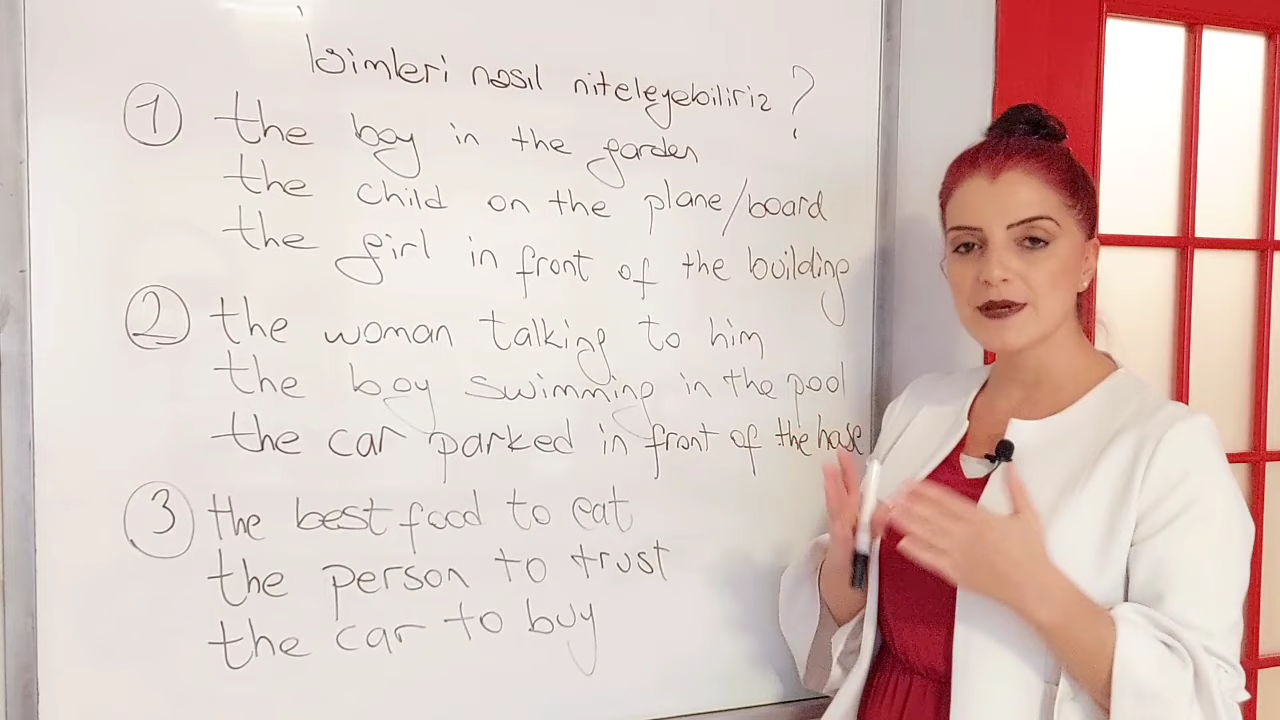 İsimleri nasıl niteleyebiliriz ?
1 the boy in the garden
the child on the plane/board
the girl in front of the building
2 the woman talking to him
the boy swimming in the pool
the car parked in front of the hause
3 the best food to eat
the person to trust
the car to buy